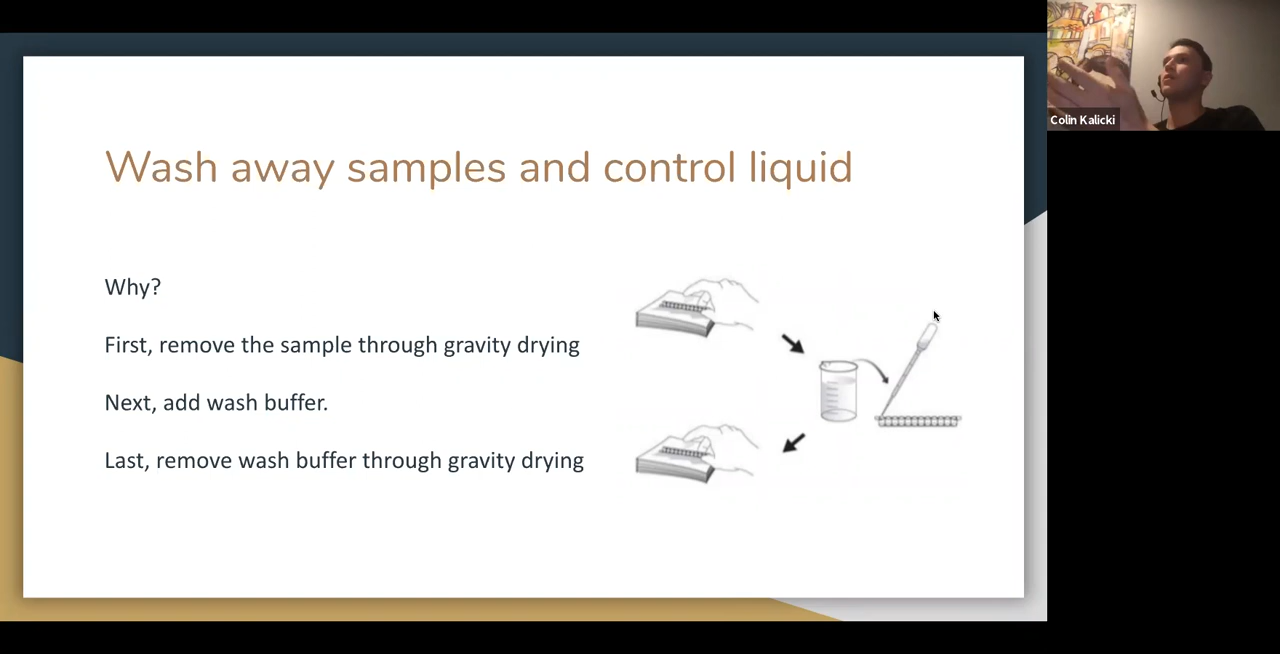 Wash away samples and control liquid
Why?
First, remove the sample through gravity drying
Next, add wash buffer.
Last, remove wash buffer through gravity drying
Colin Kalicki